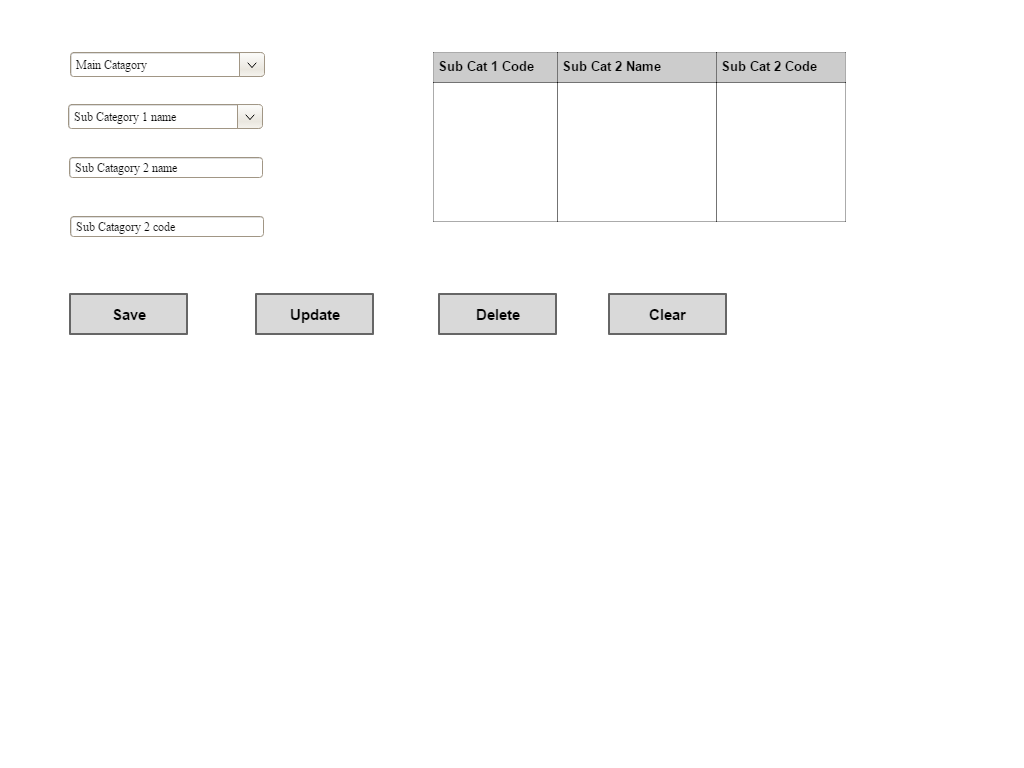 Main Catagory
Sub Category 1 name
Sub Catagory 2 name
Sub Catagory 2 code
Sub Cat 1 Code
Sub Cat 2 Name
Sub Cat 2 Code
Save
Update
Delete
Clear